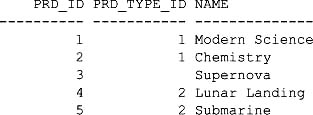 PRD_ID PRD_TYPE_ID NAME
---------- ----------- --------------
1 1 Modern Science
2 1 Chemistry
3 Supernova
4 2 Lunar Landing
5 2 Submarine